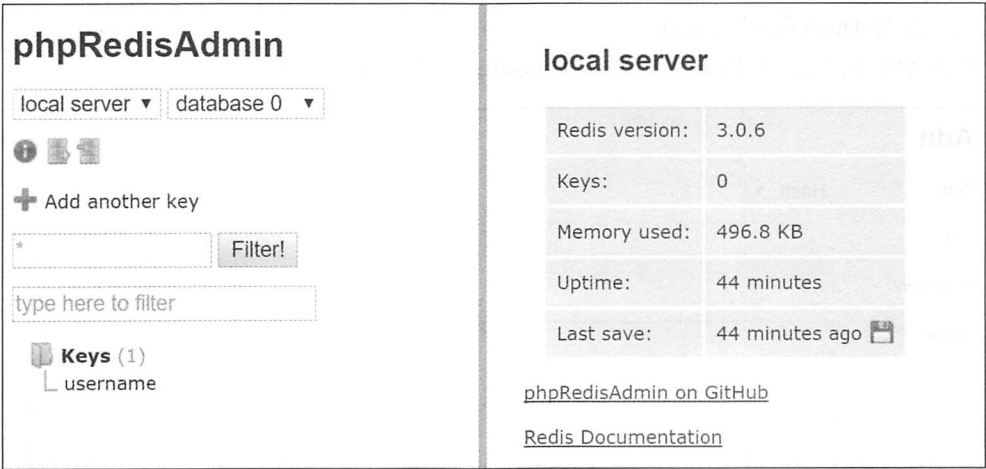 phpRedisAdmin
local server ▼ database 0 ▼
Add another key
* Filter!
type here to filter
Keys (1)
username
local server
Redis version: 3.0.6
Keys: 0
Memory used: 496.8 KB
Uptime: 44 minutes
Last save: 44 minutes ago
phpRedisAdmin on GitHub
Redis Documentation